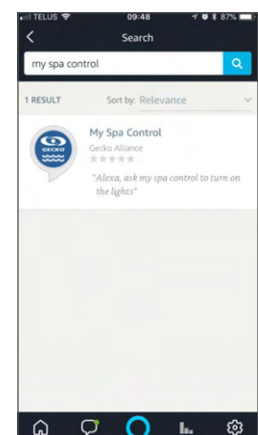 TELUS 09:48 87%
Search
my spa control
1 RESULT Sort by: Relevance
GECKO
My Spa Control
Gecko Alliance
"Alexa, ask my spa control to turn on
the lights"